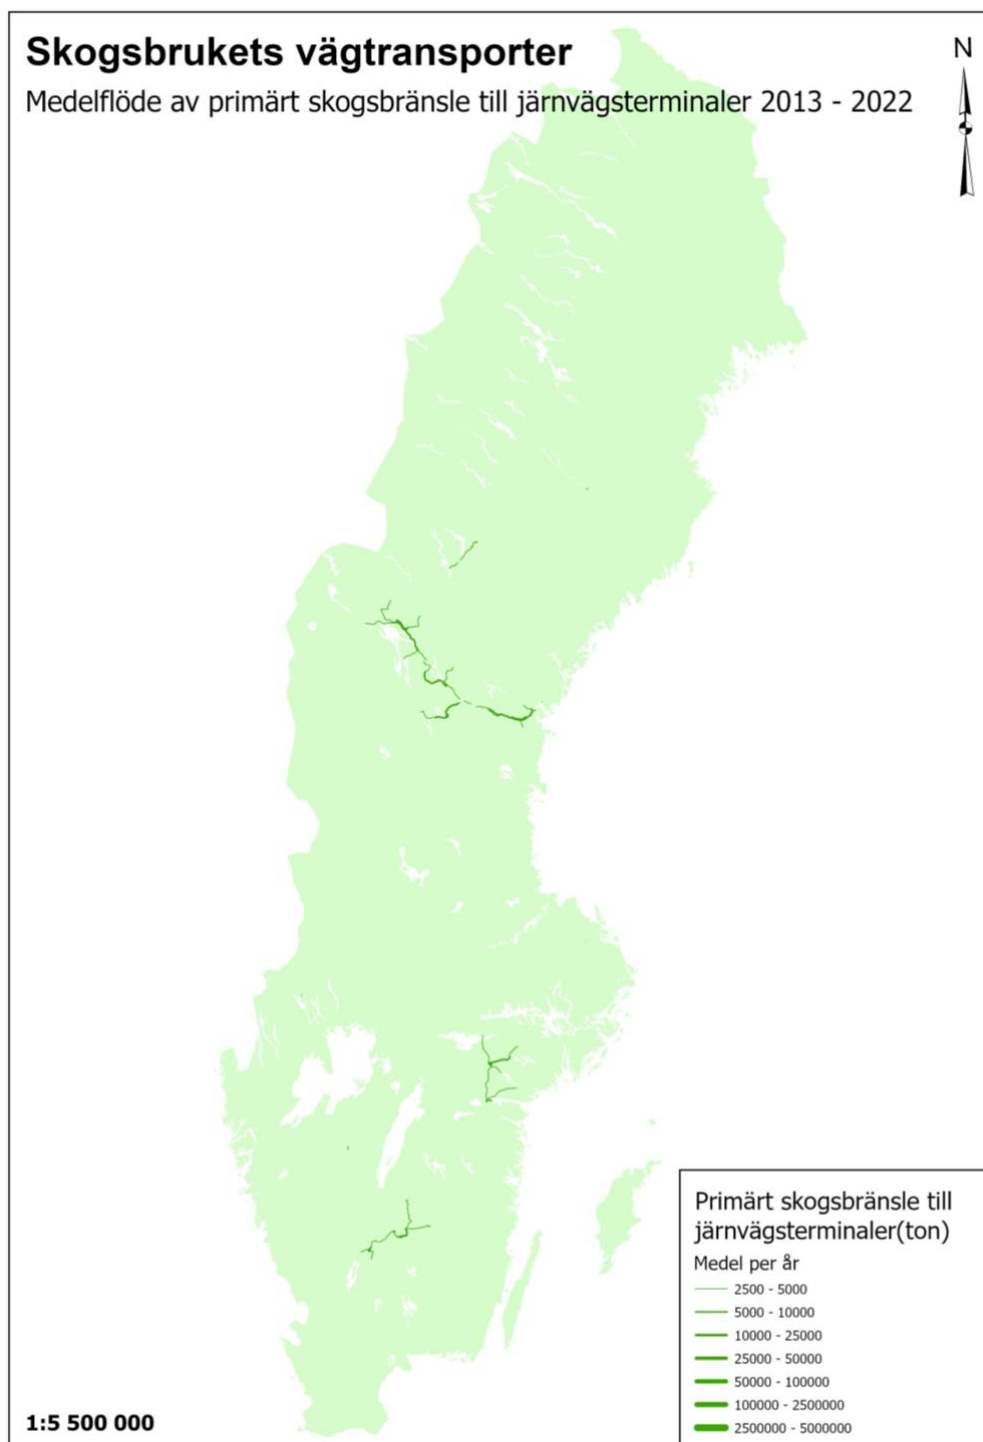 Skogsbrukets vägtransporter
Medelflöde av primärt skogsbränsle till järnvägsterminaler 2013 - 2022
N
Primärt skogsbränsle till
järnvägsterminaler(ton)
Medel per år
2500 - 5000
5000 - 10000
10000 - 25000
25000 - 50000
50000 - 100000
100000 - 2500000
2500000 - 5000000
1:5 500 000